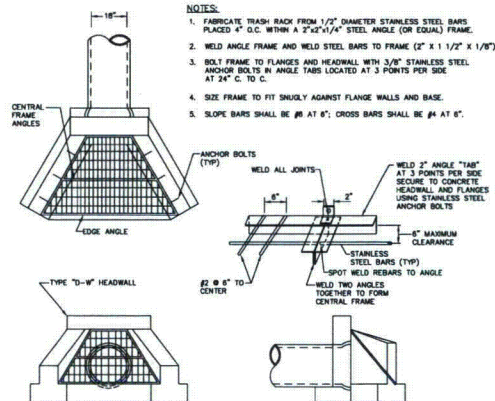 18"
NOTES:
1. FABRICATE TRASH RACK FROM 1/2" DIAMETER STAINLESS STEEL BARS
PLACED 4" O.C. WITHIN A 2"x2"x1/4" STEEL ANGLE (OR EQUAL) FRAME.
2. WELD ANGLE FRAME AND WELD STEEL BARS TO FRAME (2" X 1 1/2" X 1/8")
3. BOLT FRAME TO FLANGES AND HEADWALL WITH 3/8" STAINLESS STEEL
ANCHOR BOLTS IN ANGLE TABS LOCATED AT 3 POINTS PER SIDE
AT 24" C. TO C.
4. SIZE FRAME TO FIT SNUGLY AGAINST FLANGE WALLS AND BASE.
5. SLOPE BARS SHALL BE #6 AT 6"; CROSS BARS SHALL BE #4 AT 6".
CENTRAL
FRAME
ANGLES
ANCHOR BOLTS
(TYP)
EDGE ANGLE
WELD ALL JOINTS
WELD 2" ANGLE "TAB"
AT 3 POINTS PER SIDE
SECURE TO CONCRETE
HEADWALL AND FLANGES
USING STAINLESS STEEL
ANCHOR BOLTS
6"
2"
6" MAXIMUM
CLEARANCE
STAINLESS
STEEL BARS (TYP)
SPOT WELD REBARS TO ANGLE
#2 @ 6" TO
CENTER
WELD TWO ANGLES
TOGETHER TO FORM
CENTRAL FRAME
TYPE "D-W" HEADWALL